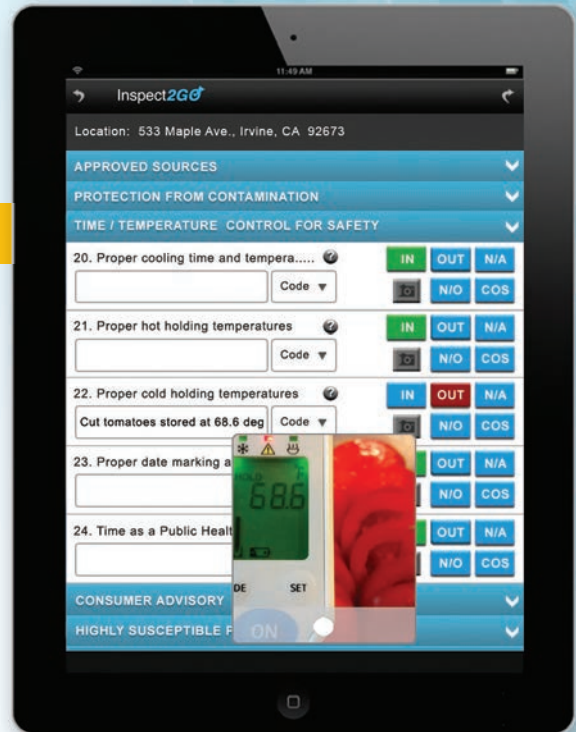 11:49 AM
Inspect2GO
Location: 533 Maple Ave., Irvine, CA 92673
APPROVED SOURCES
PROTECTION FROM CONTAMINATION
TIME / TEMPERATURE CONTROL FOR SAFETY
20. Proper cooling time and tempera.....
IN OUT N/A
Code
N/O COS
21. Proper hot holding temperatures
IN OUT N/A
Code
N/O COS
22. Proper cold holding temperatures
IN OUT N/A
Cut tomatoes stored at 68.6 deg Code
N/O COS
23. Proper date marking a
OUT N/A
N/O COS
24. Time as a Public Healt
OUT N/A
N/O COS
HOLD °F
68.6
DE SET
ON
CONSUMER ADVISORY
HIGHLY SUSCEPTIBLE P